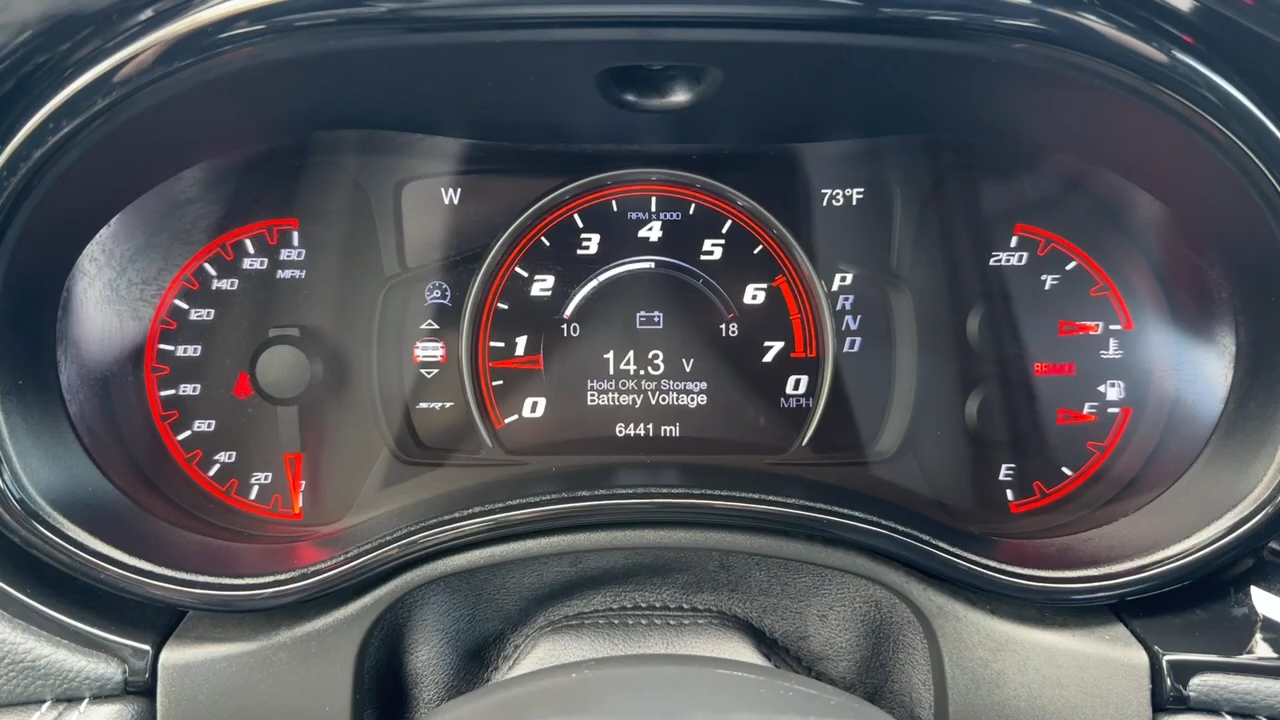 W
73°F
RPM x 1000
0
1
2
3
4
5
6
7
10
18
14.3 V
Hold OK for Storage
Battery Voltage
6441 mi
0
MPH
P
R
N
D
SRT
180
MPH
160
140
120
100
80
60
40
20
260
°F
BRAKE
E